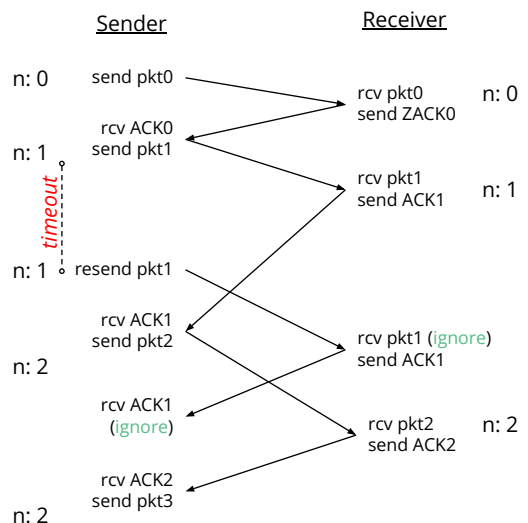 Sender
Receiver
n: 0
send pkt0
rcv pkt0
send ZACK0
n: 0
rcv ACK0
send pkt1
n: 1
timeout
rcv pkt1
send ACK1
n: 1
n: 1
resend pkt1
rcv ACK1
send pkt2
n: 2
rcv pkt1 (ignore)
send ACK1
rcv ACK1
(ignore)
rcv pkt2
send ACK2
n: 2
rcv ACK2
send pkt3
n: 2